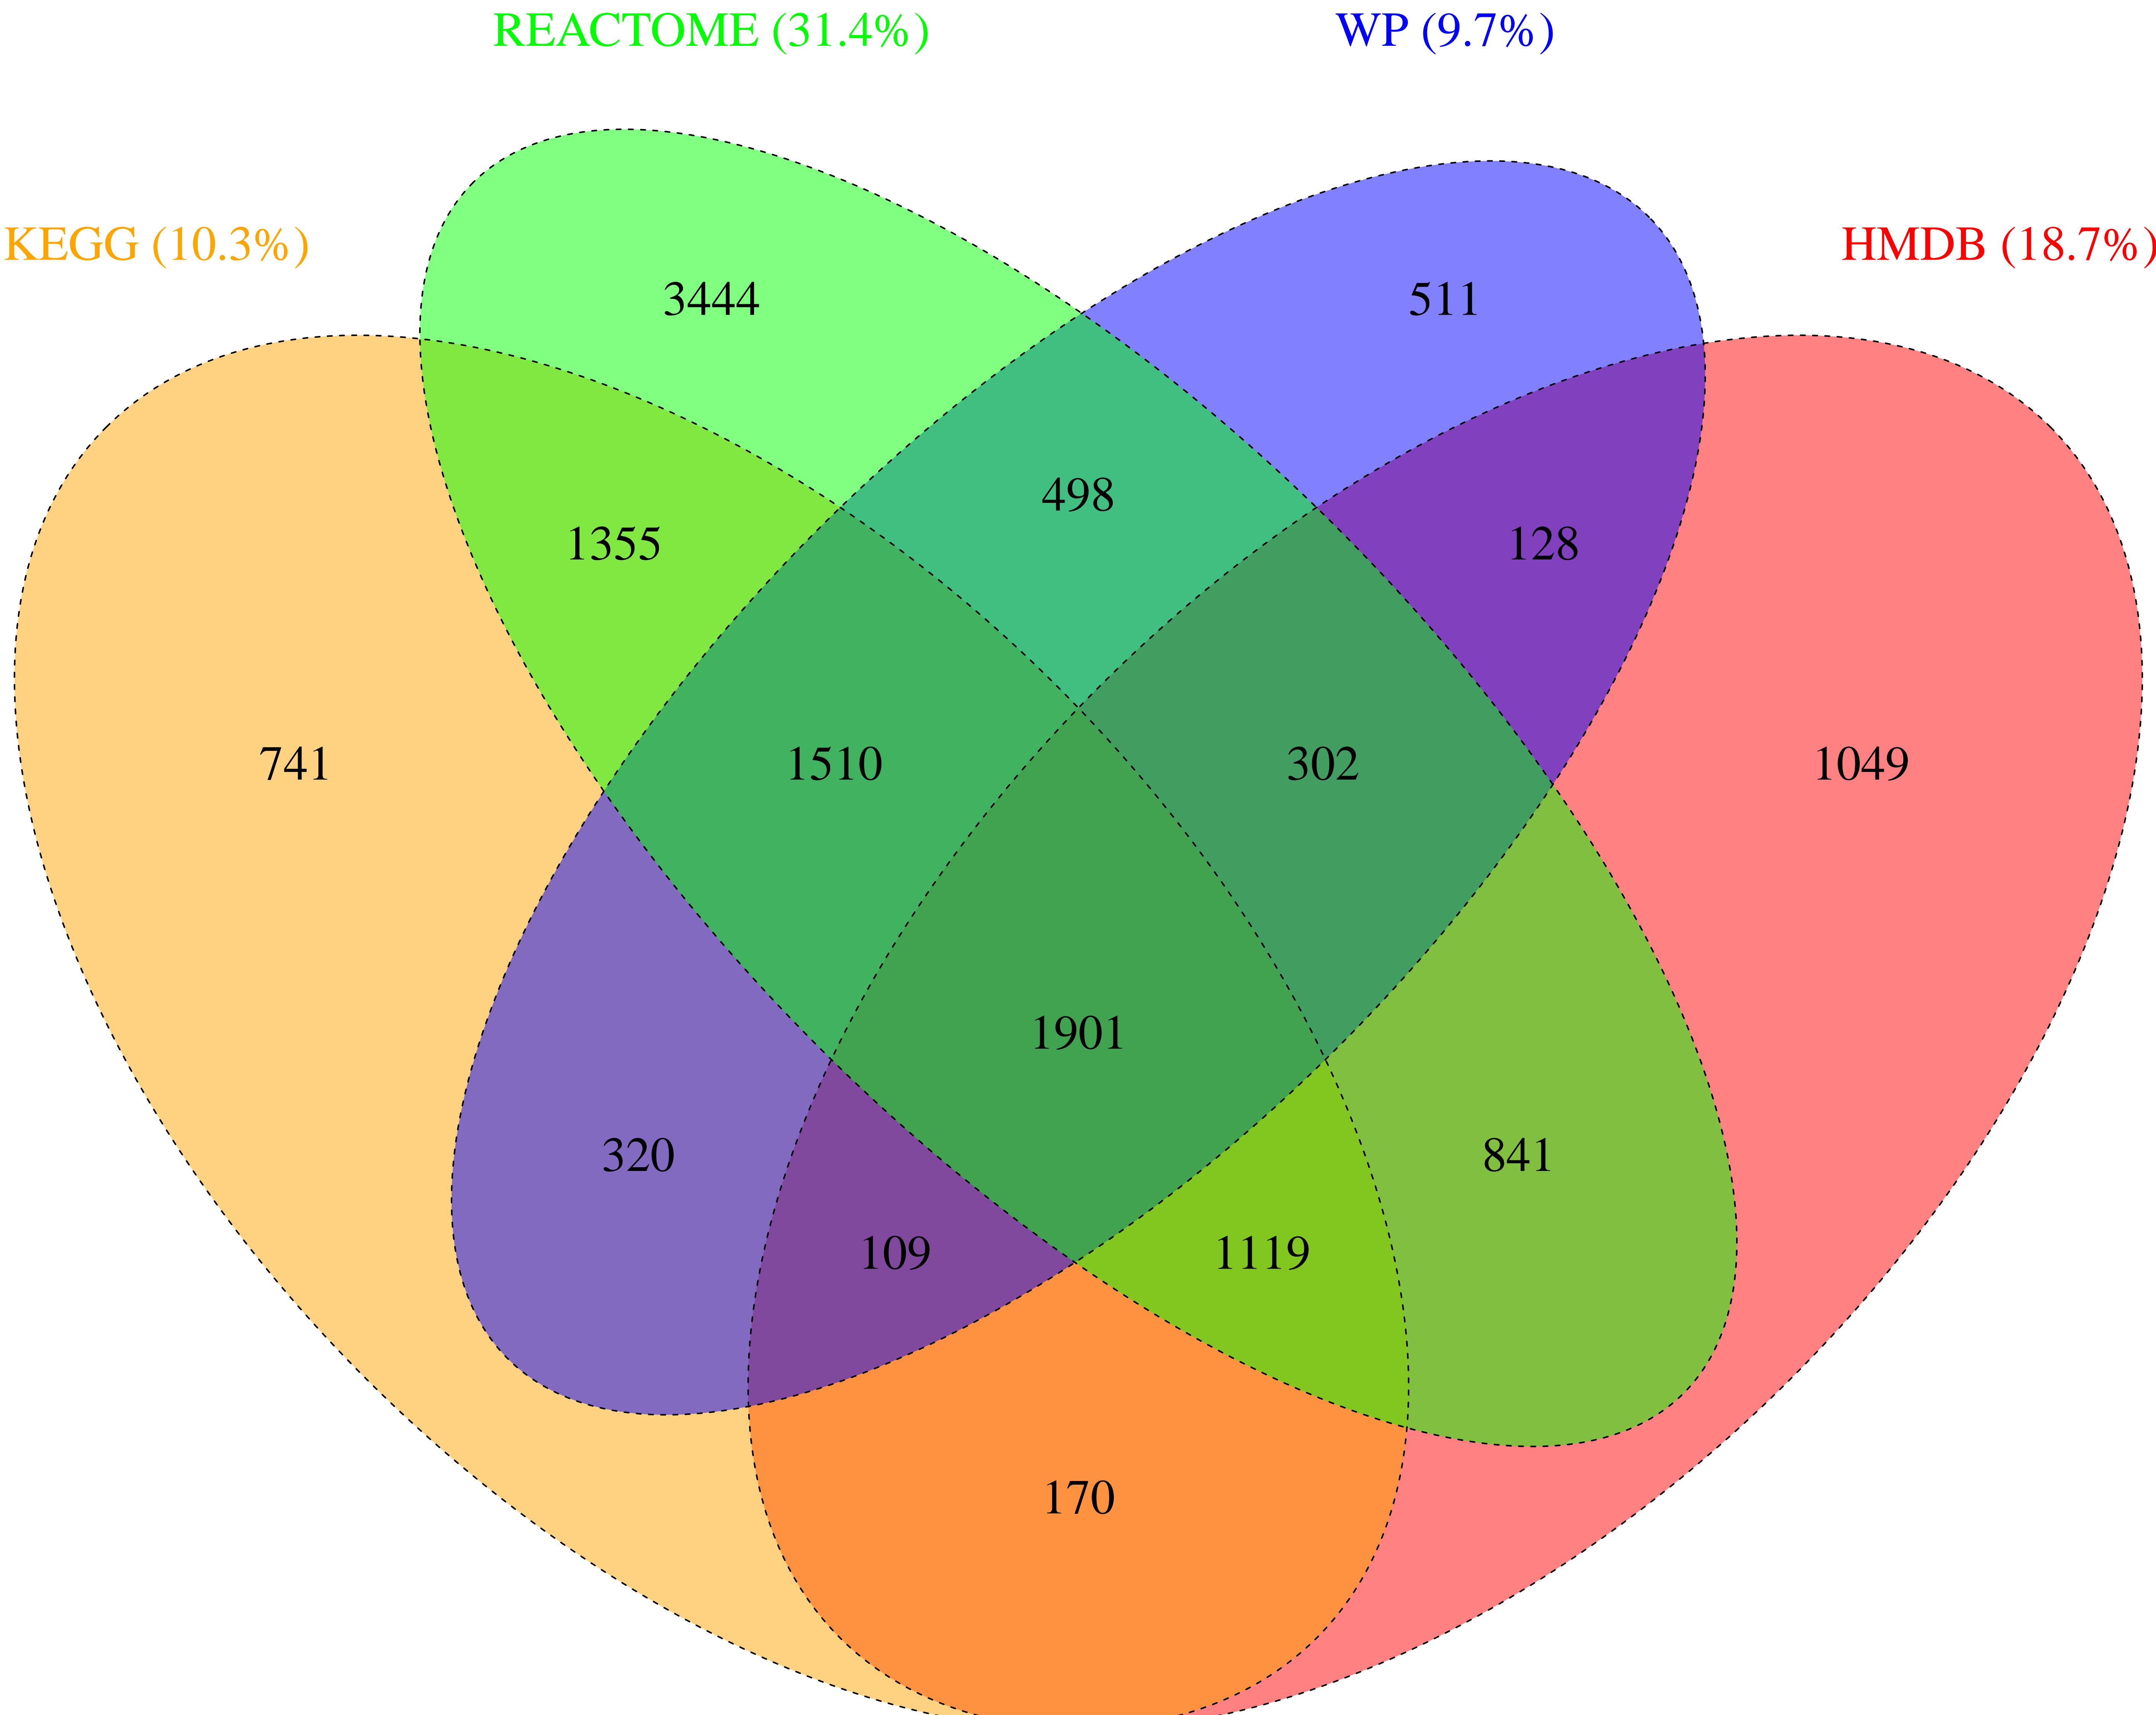 REACTOME (31.4%) WP (9.7%)
KEGG (10.3%) HMDB (18.7%)
3444 511
498
1355 128
741 1510 302 1049
1901
320 841
109 1119
170